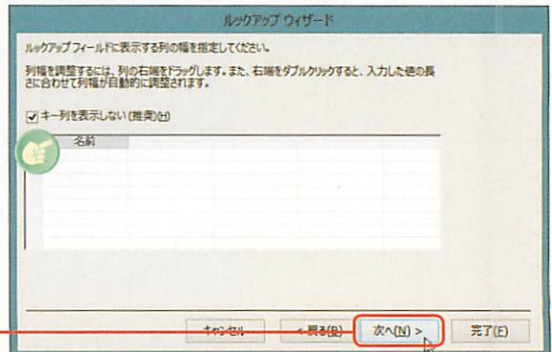 ルックアップ ウィザード
ルックアップフィールドに表示する列の幅を指定してください。
列幅を調整するには、列の右端をドラッグします。また、右端をダブルクリックすると、入力した値の長
さに合わせて列幅が自動的に調整されます。
キー列を表示しない(推奨)(H)
名前
キャンセル < 戻る(B) 次へ(N) > 完了(F)